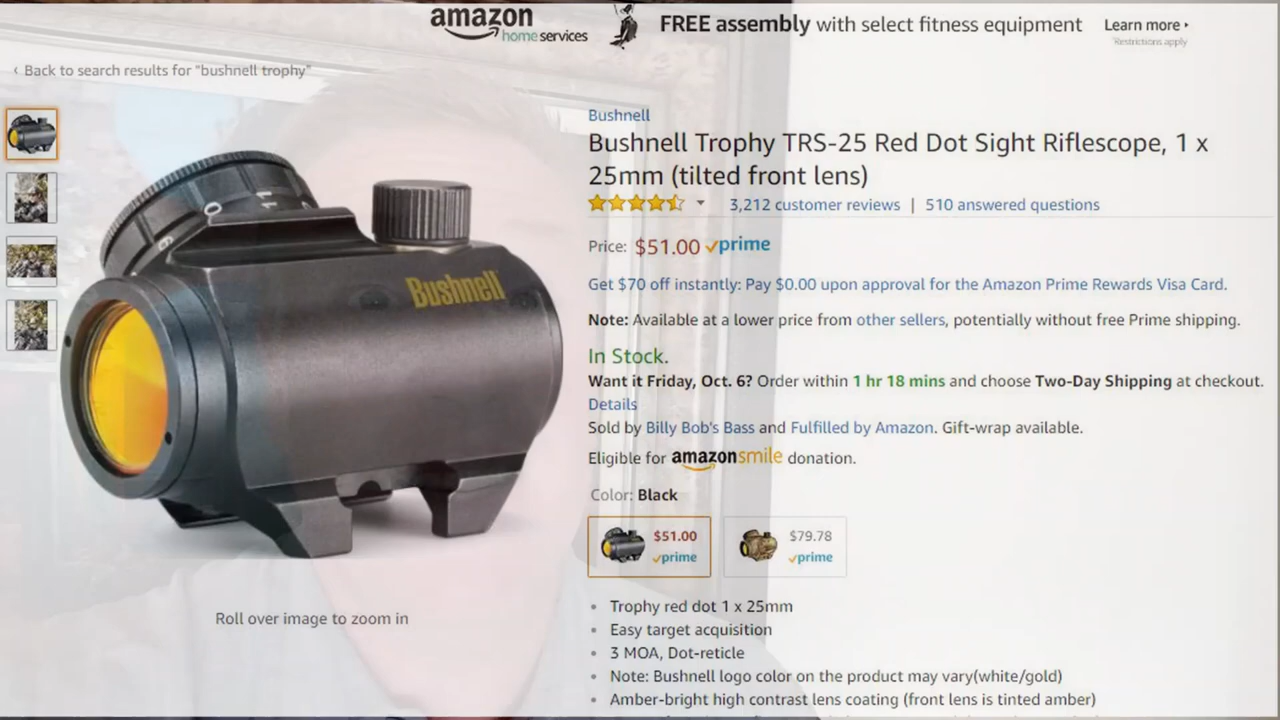 amazon
home services
FREE assembly with select fitness equipment
Learn more ›
Restrictions apply
‹ Back to search results for "bushnell trophy"
Bushnell
Bushnell Trophy TRS-25 Red Dot Sight Riflescope, 1 x
25mm (tilted front lens)
3,212 customer reviews | 510 answered questions
Price: $51.00 prime
Get $70 off instantly: Pay $0.00 upon approval for the Amazon Prime Rewards Visa Card.
Note: Available at a lower price from other sellers, potentially without free Prime shipping.
In Stock.
Want it Friday, Oct. 6? Order within 1 hr 18 mins and choose Two-Day Shipping at checkout.
Details
Sold by Billy Bob's Bass and Fulfilled by Amazon. Gift-wrap available.
Eligible for amazonsmile donation.
Color: Black
$51.00
prime
$79.78
prime
• Trophy red dot 1 x 25mm
• Easy target acquisition
• 3 MOA, Dot-reticle
• Note: Bushnell logo color on the product may vary(white/gold)
• Amber-bright high contrast lens coating (front lens is tinted amber)
0 11
Bushnell
Roll over image to zoom in